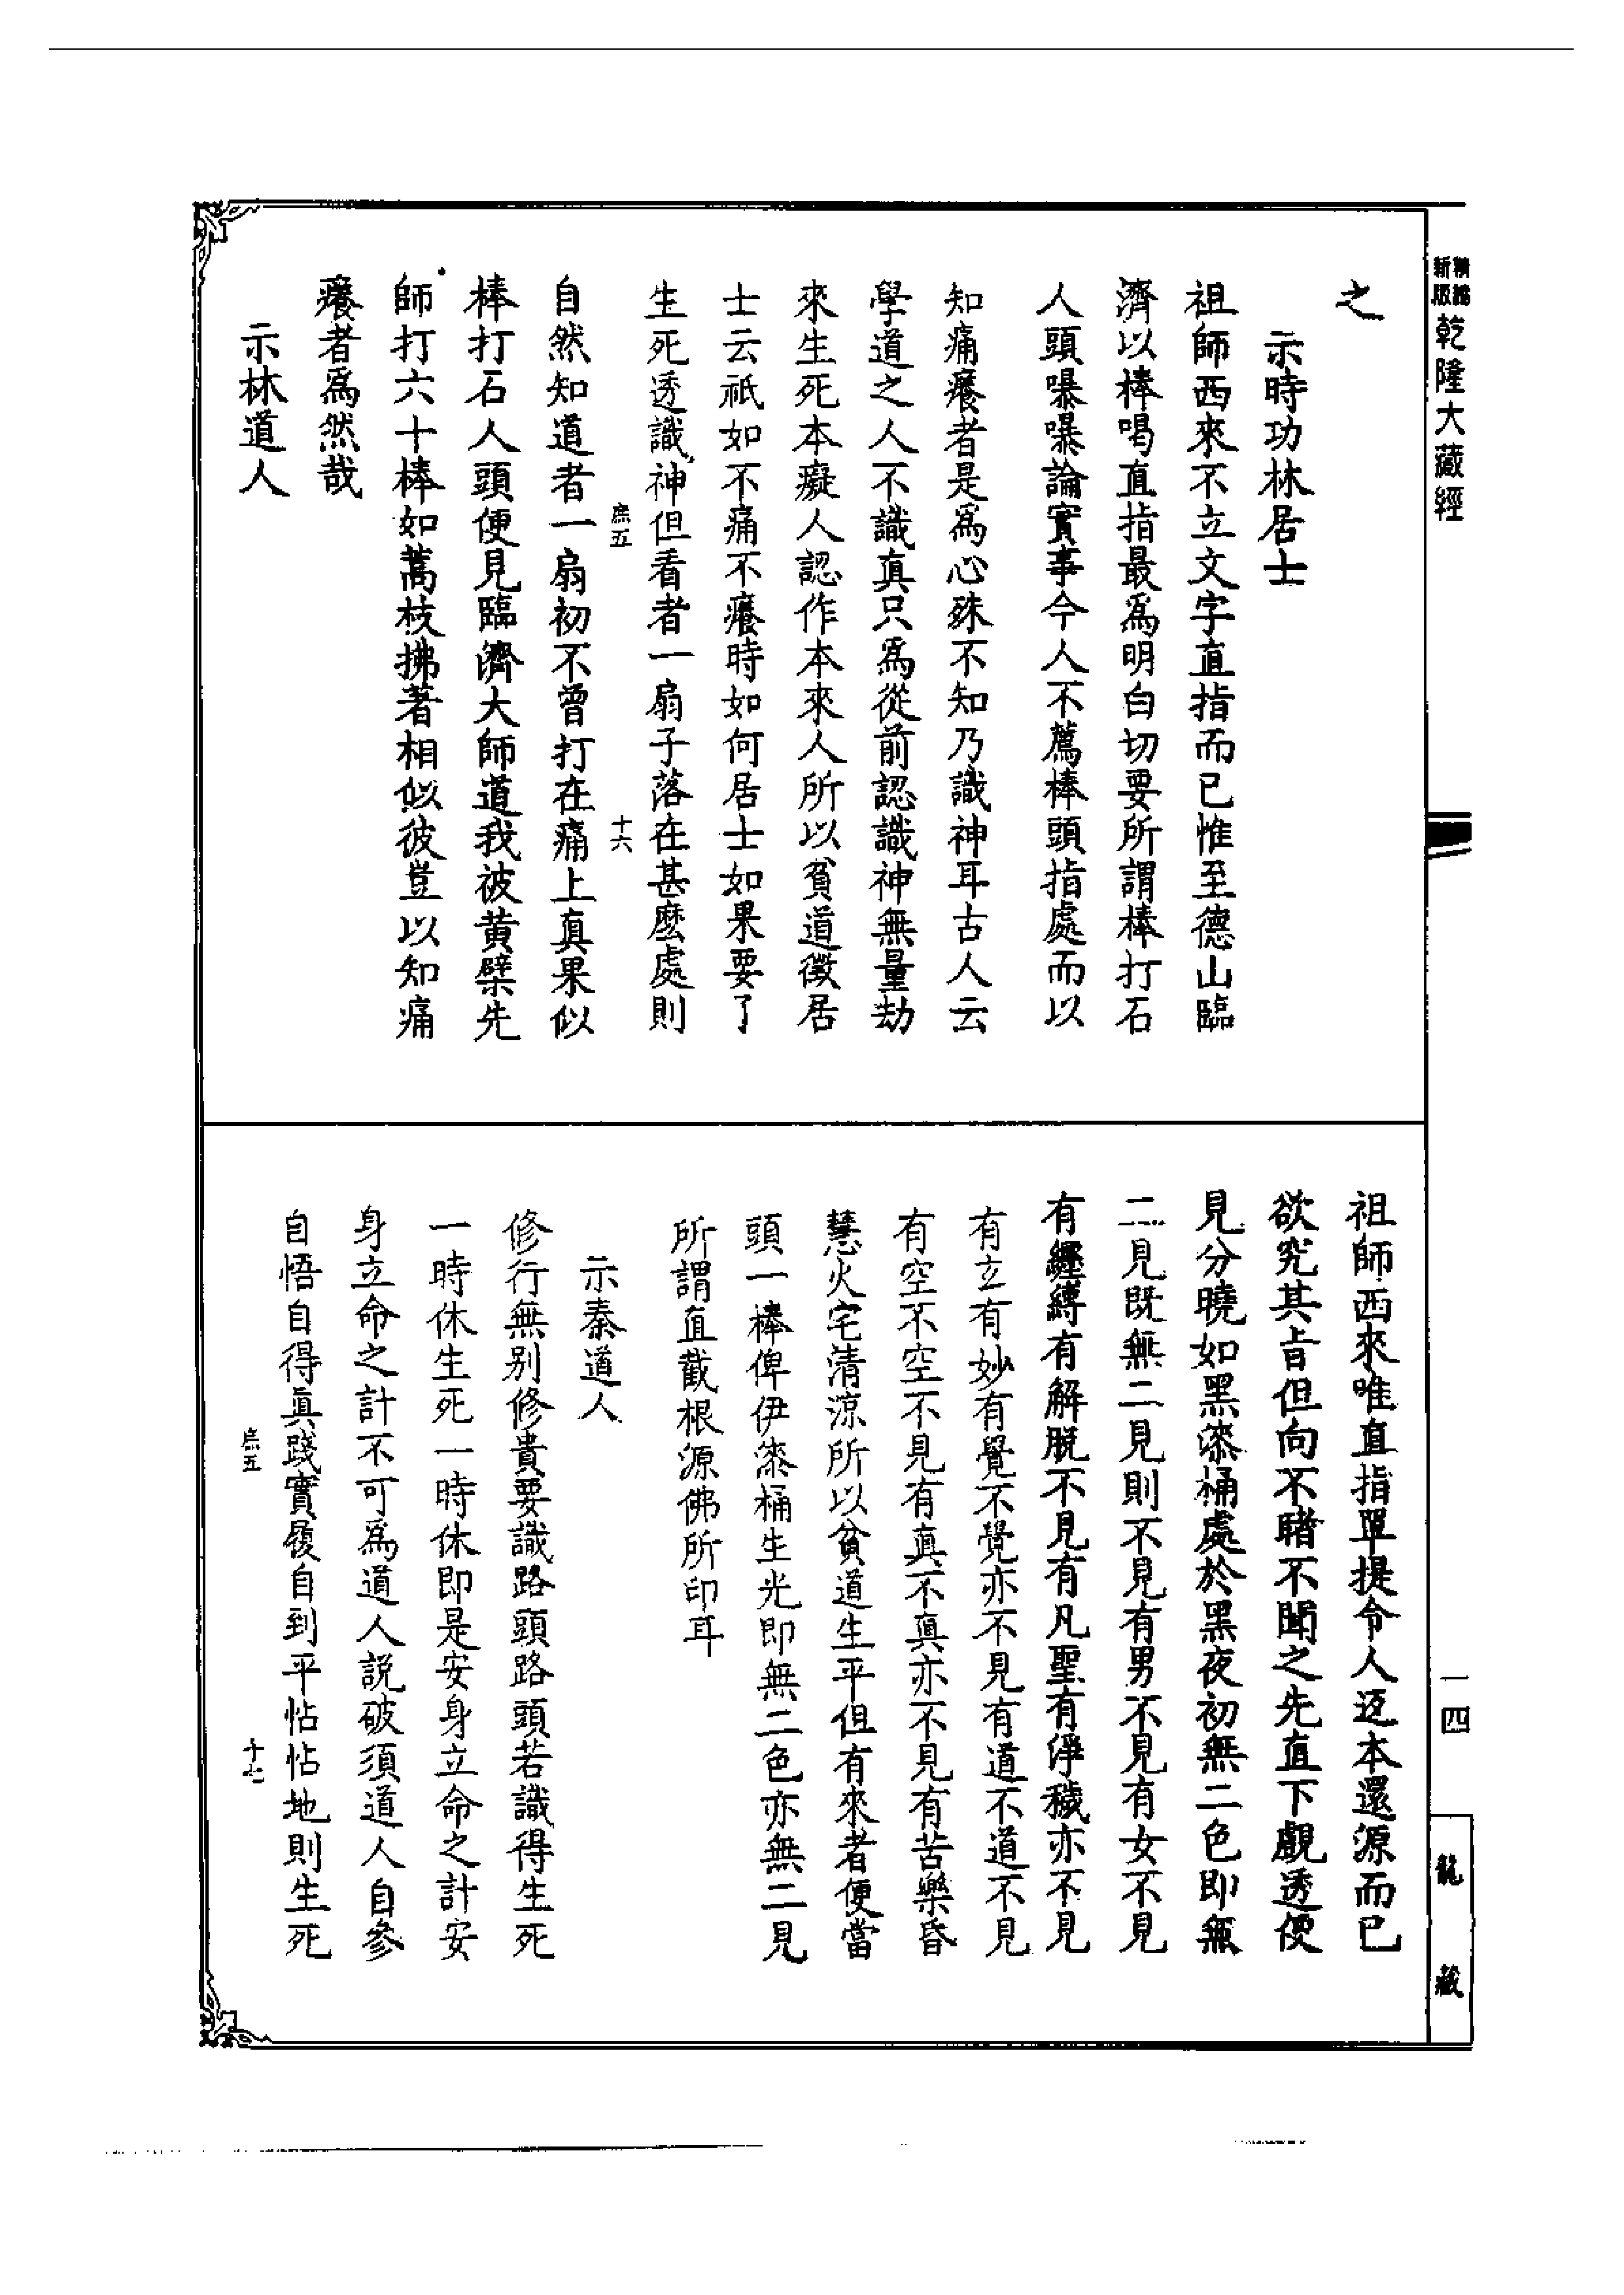 新版
精編
乾隆大藏經
一四
龍藏
之
示時功林居士
祖師西來不立文字直指而已惟至德山臨
濟以棒喝直指最為明白切要所謂棒打石
人頭嚗嚗論實事今人不薦棒頭指處而以
知痛癢者是為心殊不知乃識神耳古人云
學道之人不識真只為從前認識神無量劫
來生死本癡人認作本來人所以貧道徵居
士云祇如不痛不癢時如何居士如果要了
生死透識神但看者一扇子落在甚麼處則
庶五
十六
自然知道者一扇初不曾打在痛上真果似
棒打石人頭便見臨濟大師道我被黃檗先
師打六十棒如蒿枝拂著相似彼豈以知痛
癢者為然哉
示林道人
祖師西來唯直指單提令人返本還源而已
欲究其旨但向不睹不聞之先直下覷透便
見分曉如黑漆桶處於黑夜初無二色即無
二見既無二見則不見有男不見有女不見
有纏縛有解脫不見有凡聖有淨穢亦不見
有玄有妙有覺不覺亦不見有道不道不見
有空不空不見有真不真亦不見有苦樂昏
慧火宅清涼所以貧道生平但有來者便當
頭一棒俾伊漆桶生光即無二色亦無二見
所謂直截根源佛所印耳
示秦道人
修行無別修貴要識路頭路頭若識得生死
一時休生死一時休即是安身立命之計安
身立命之計不可為道人說破須道人自參
自悟自得真踐實履自到平帖帖地則生死
庶五
十七